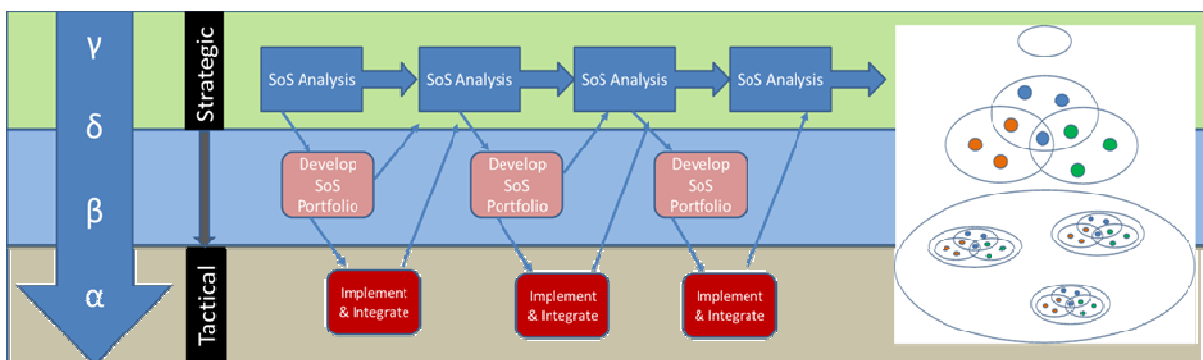 γ
δ
β
α
Strategic
Tactical
SoS Analysis
SoS Analysis
SoS Analysis
SoS Analysis
Develop
SoS
Portfolio
Develop
SoS
Portfolio
Develop
SoS
Portfolio
Implement
& Integrate
Implement
& Integrate
Implement
& Integrate